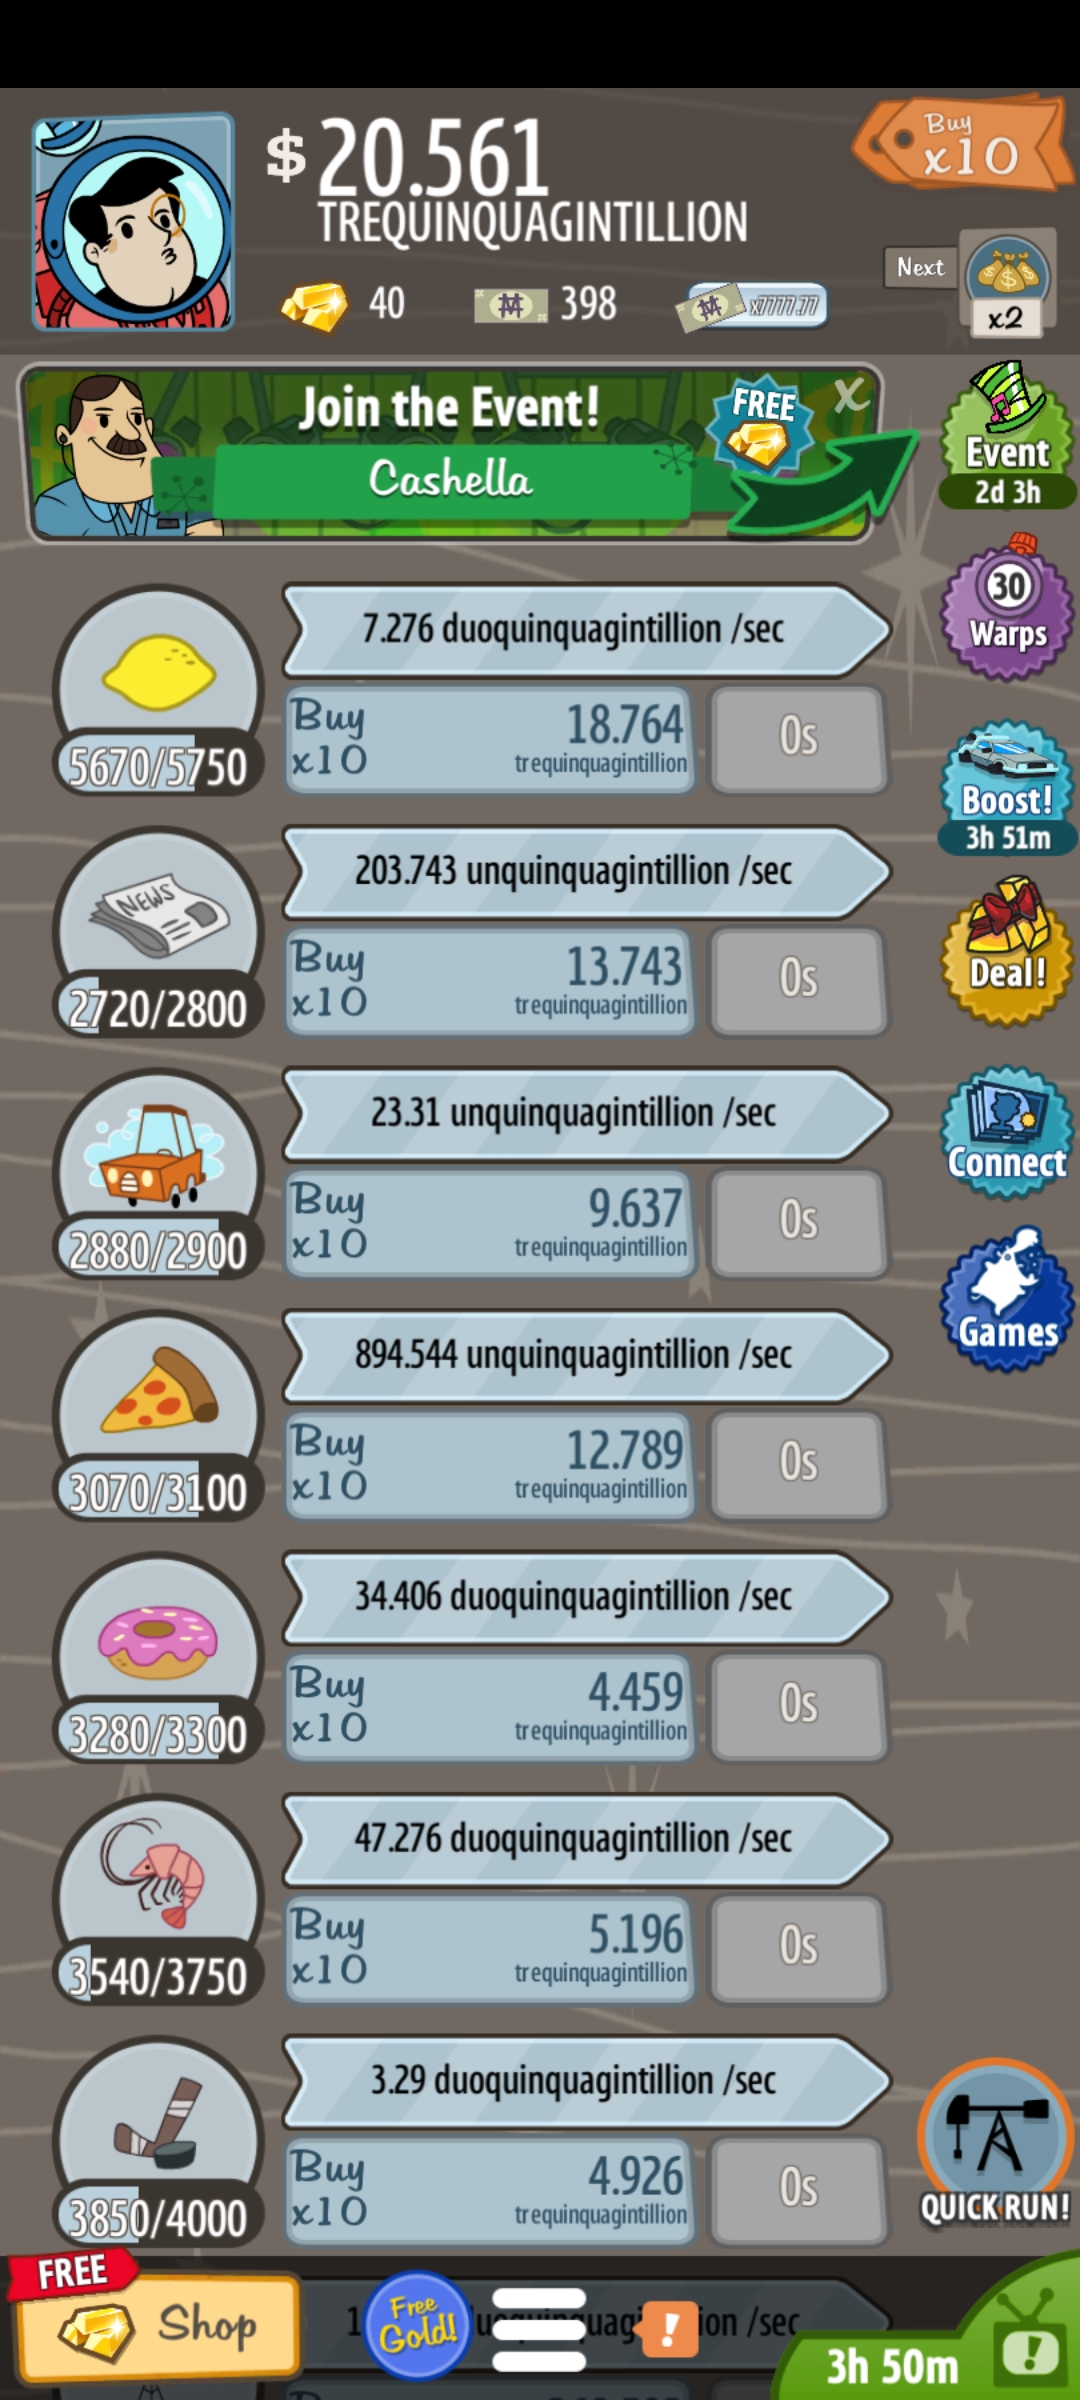 $ 20.561
TREQUINQUAGINTILLION
Buy
x10
40
398
x7777.77
Next
x2
Join the Event!
Cashella
FREE
X
Event
2d 3h
7.276 duoquinquagintillion /sec
5670/5750
Buy
x10
18.764
trequinquagintillion
0s
30
Warps
203.743 unquinquagintillion /sec
NEWS
2720/2800
Buy
x10
13.743
trequinquagintillion
0s
Boost!
3h 51m
Deal!
23.31 unquinquagintillion /sec
2880/2900
Buy
x10
9.637
trequinquagintillion
0s
Connect
894.544 unquinquagintillion /sec
3070/3100
Buy
x10
12.789
trequinquagintillion
0s
Games
34.406 duoquinquagintillion /sec
3280/3300
Buy
x10
4.459
trequinquagintillion
0s
47.276 duoquinquagintillion /sec
3540/3750
Buy
x10
5.196
trequinquagintillion
0s
3.29 duoquinquagintillion /sec
3850/4000
Buy
x10
4.926
trequinquagintillion
0s
QUICK RUN!
FREE
Shop
Free
Gold!
!
/sec
3h 50m
!